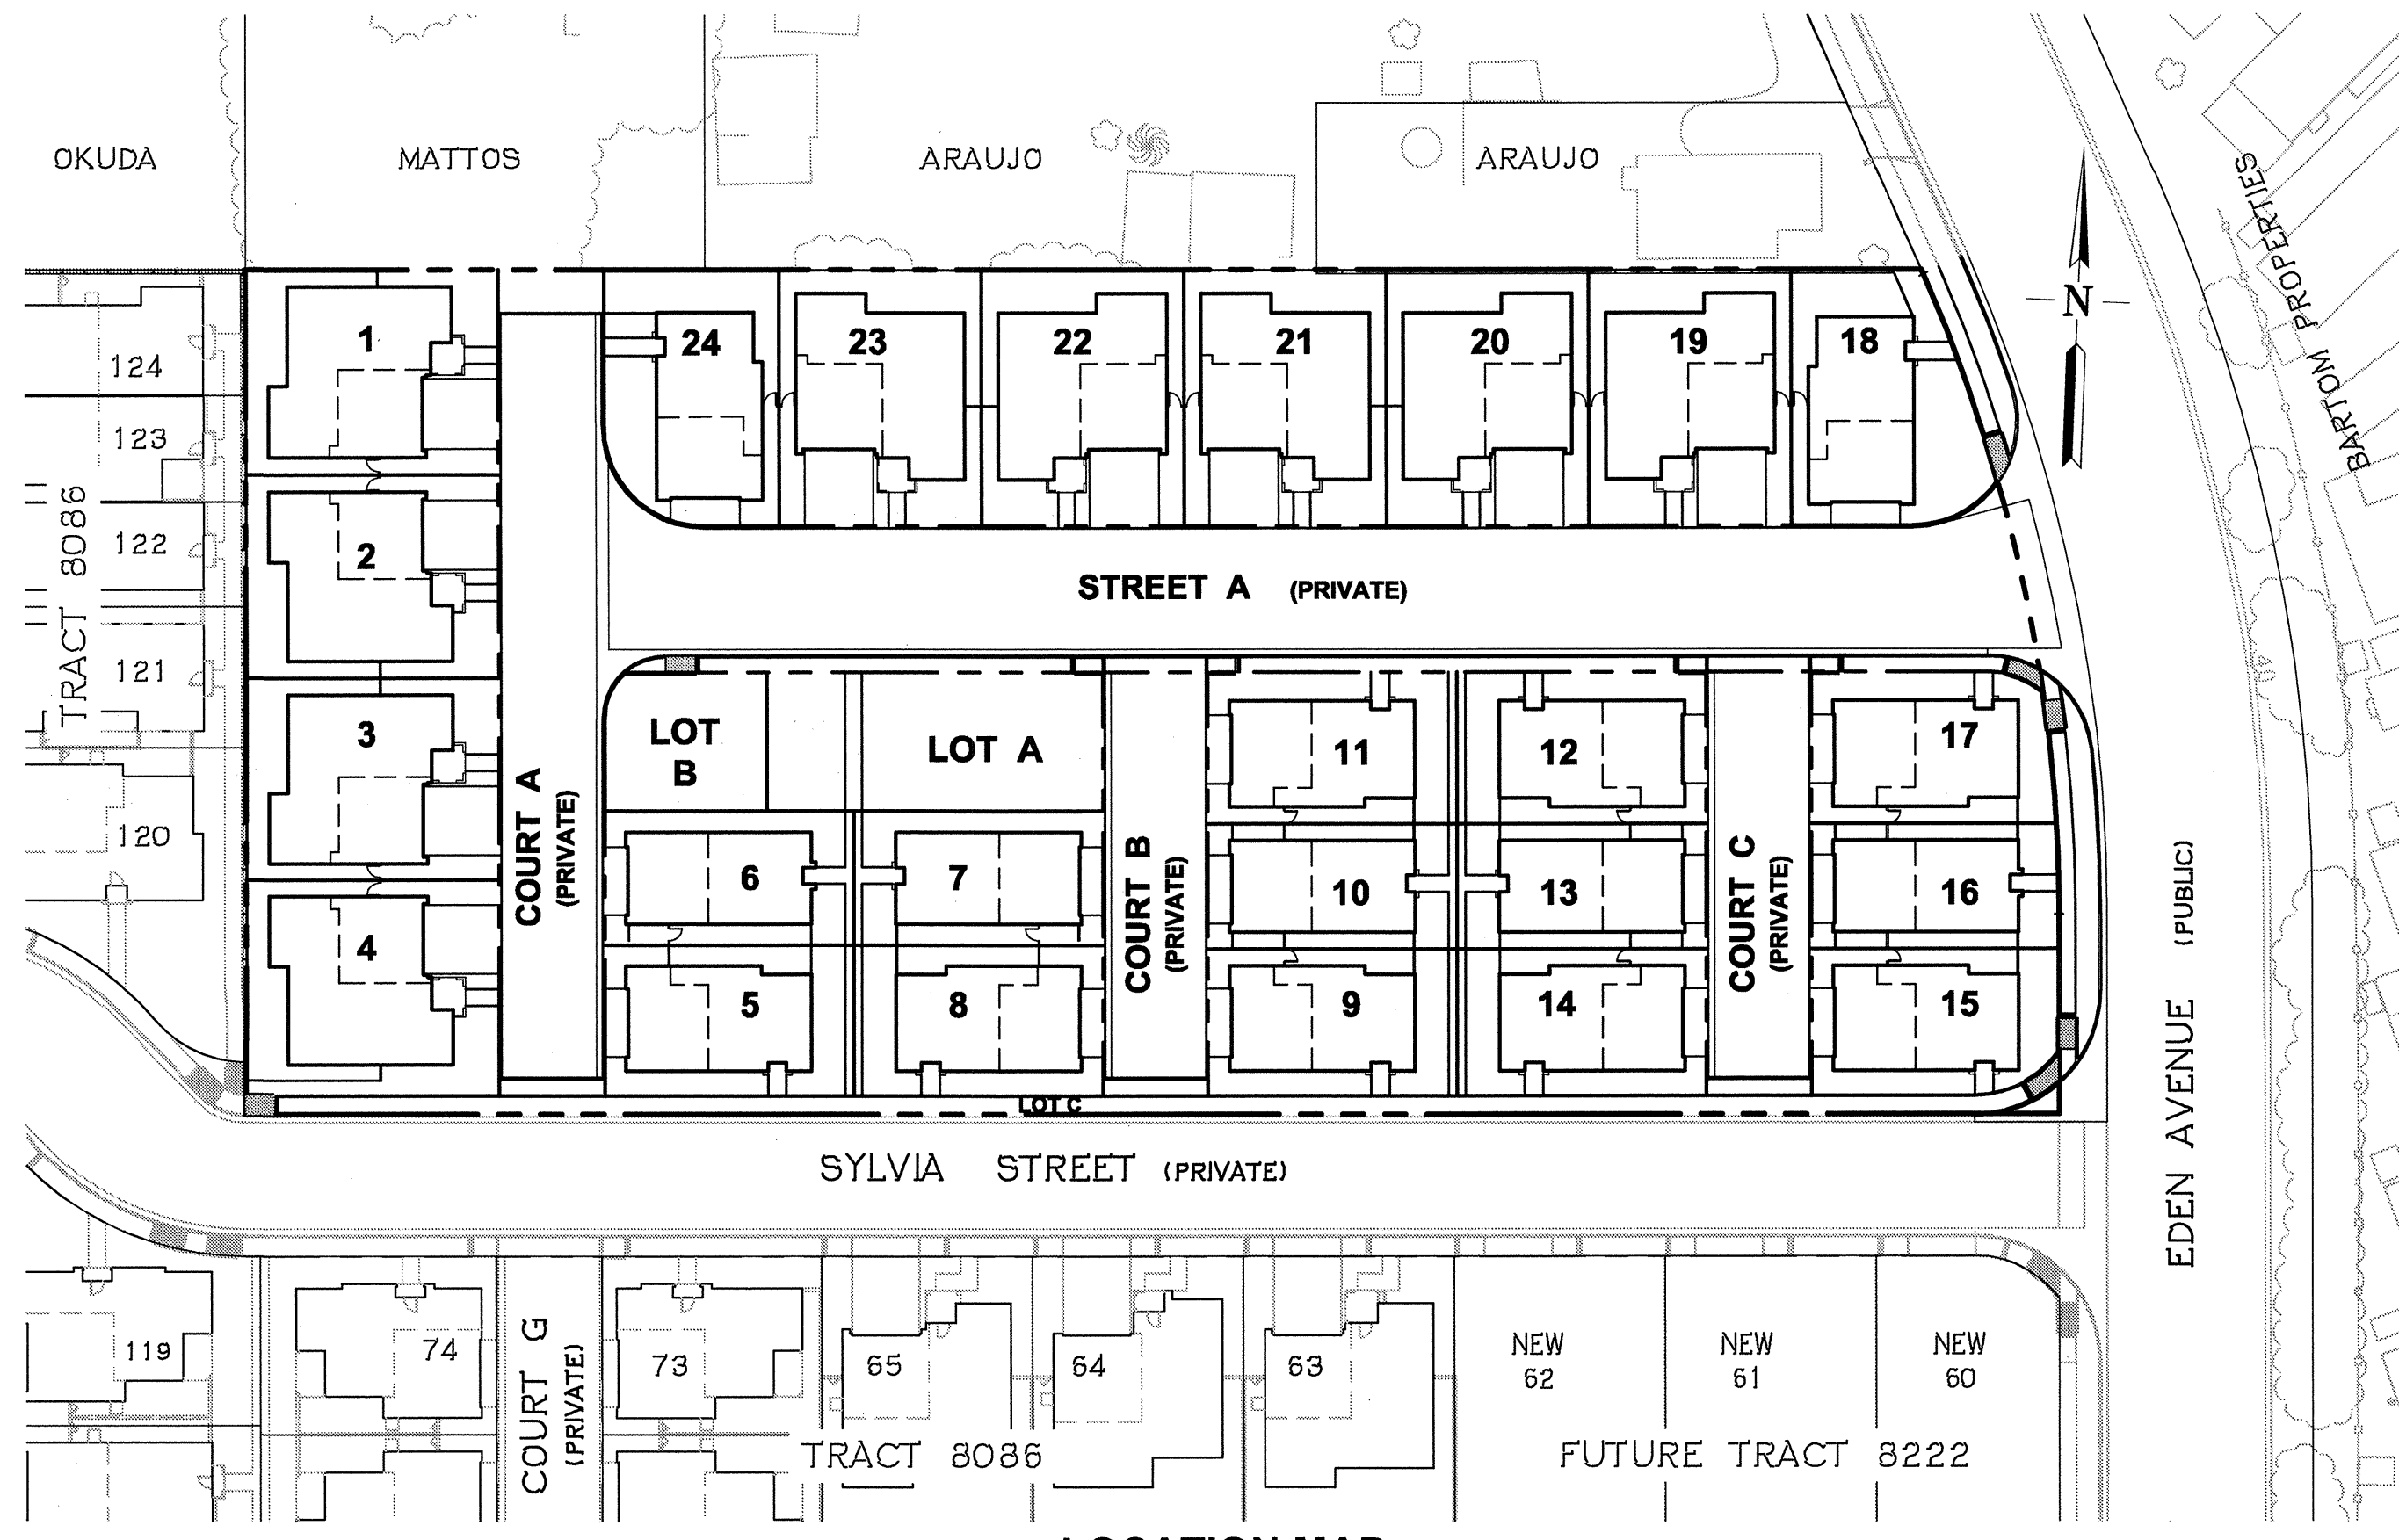 OKUDA
MATTOS
ARAUJO
ARAUJO
BARTOM PROPERTIES
N
1
24
23
22
21
20
19
18
124
123
122
121
120
TRACT 8086
2
3
4
STREET A (PRIVATE)
COURT A
(PRIVATE)
LOT
B
LOT A
COURT B
(PRIVATE)
11
12
COURT C
(PRIVATE)
17
6
7
10
13
16
5
8
9
14
15
LOT C
SYLVIA STREET (PRIVATE)
EDEN AVENUE (PUBLIC)
119
74
COURT G
(PRIVATE)
73
65
64
63
NEW
62
NEW
61
NEW
60
TRACT 8086
FUTURE TRACT 8222
LOCATION MAP